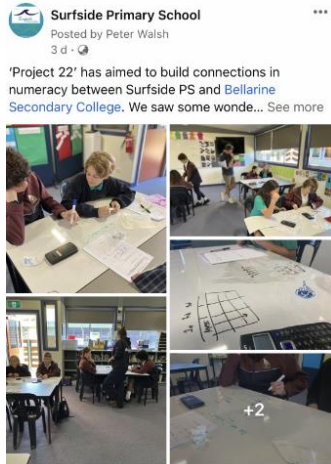 Surfside Primary School
Posted by Peter Walsh
3 d ·
'Project 22' has aimed to build connections in
numeracy between Surfside PS and Bellarine
Secondary College. We saw some wonde... See more
+2